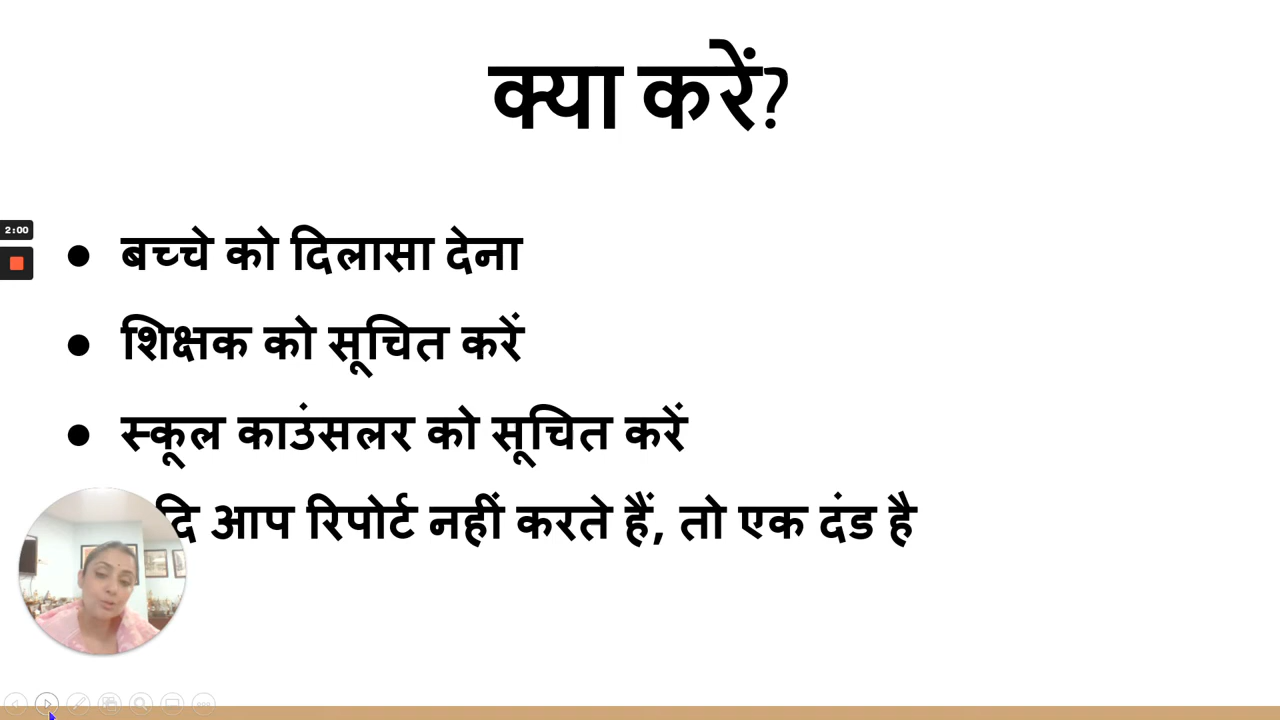 क्या करें?
2:00
● बच्चे को दिलासा देना
● शिक्षक को सूचित करें
● स्कूल काउंसलर को सूचित करें
आप रिपोर्ट नहीं करते हैं, तो एक दंड है